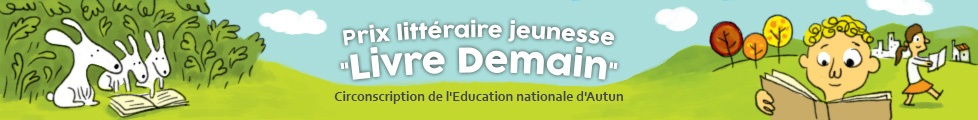 Prix littéraire jeunesse
"Livre Demain"
Circonscription de l'Education nationale d'Autun